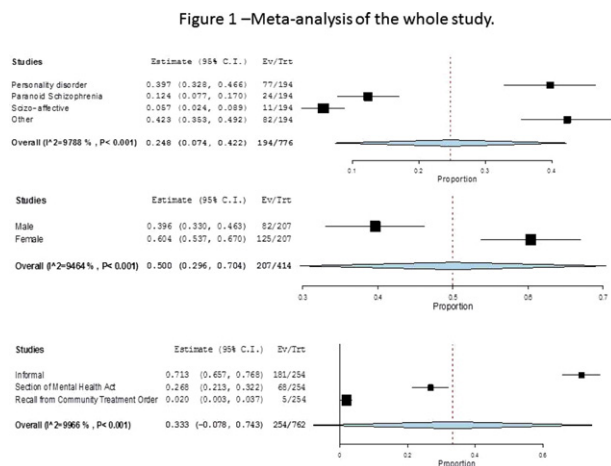 Figure 1 –Meta-analysis of the whole study.
Studies Estimate (95% C.I.) Ev/Trt
Personality disorder 0.397 (0.328, 0.466) 77/194
Paranoid Schizophrenia 0.124 (0.077, 0.170) 24/194
Scizo-affective 0.057 (0.024, 0.089) 11/194
Other 0.423 (0.353, 0.492) 82/194
Overall (I^2=9788 % , P< 0.001) 0.248 (0.074, 0.422) 194/776
0.1 0.2 0.3 0.4
Proportion
Studies Estimate (95% C.I.) Ev/Trt
Male 0.396 (0.330, 0.463) 82/207
Female 0.604 (0.537, 0.670) 125/207
Overall (I^2=9464 % , P< 0.001) 0.500 (0.296, 0.704) 207/414
0.3 0.4 0.5 0.6 0.7
Proportion
Studies Estimate (95% C.I.) Ev/Trt
Informal 0.713 (0.657, 0.768) 181/254
Section of Mental Health Act 0.268 (0.213, 0.322) 68/254
Recall from Community Treatment Order 0.020 (0.003, 0.037) 5/254
Overall (I^2=9966 % , P< 0.001) 0.333 (-0.078, 0.743) 254/762
0 0.2 0.4 0.6
Proportion